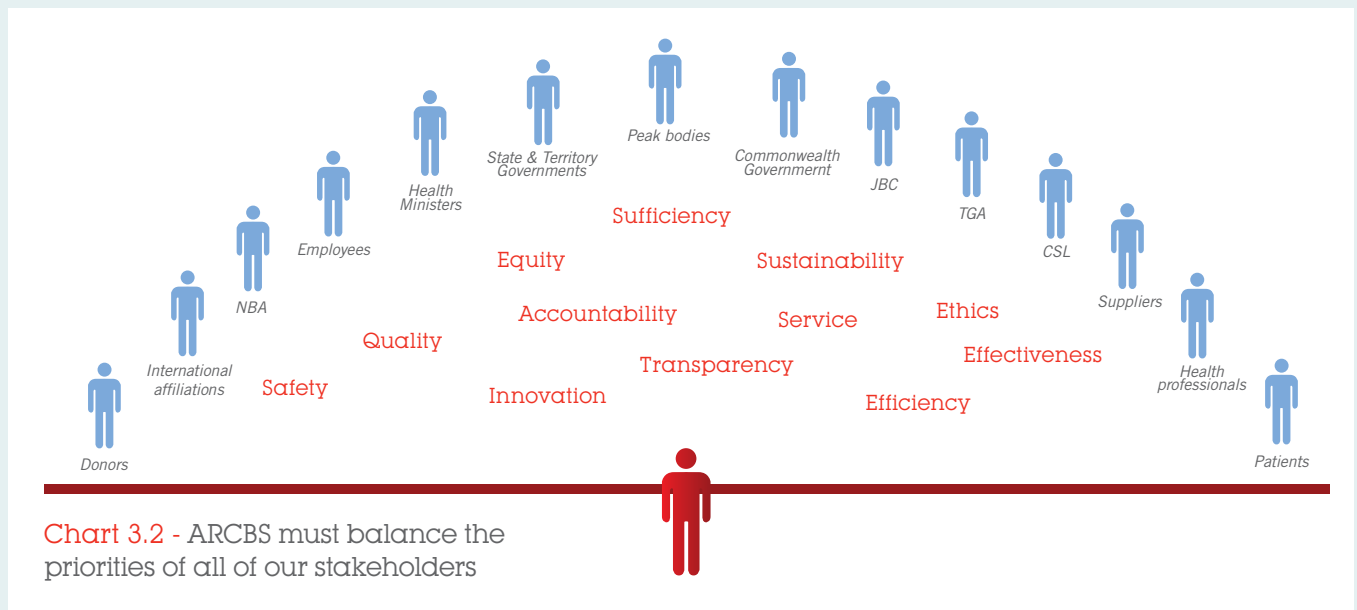 Peak bodies
State & Territory
Governments
Commonwealth
Governmernt
Health
Ministers
JBC
TGA
Employees
CSL
NBA
Suppliers
International
affiliations
Health
professionals
Donors
Patients
Sufficiency
Equity
Sustainability
Accountability
Service
Ethics
Quality
Transparency
Effectiveness
Safety
Innovation
Efficiency
Chart 3.2 - ARCBS must balance the
priorities of all of our stakeholders